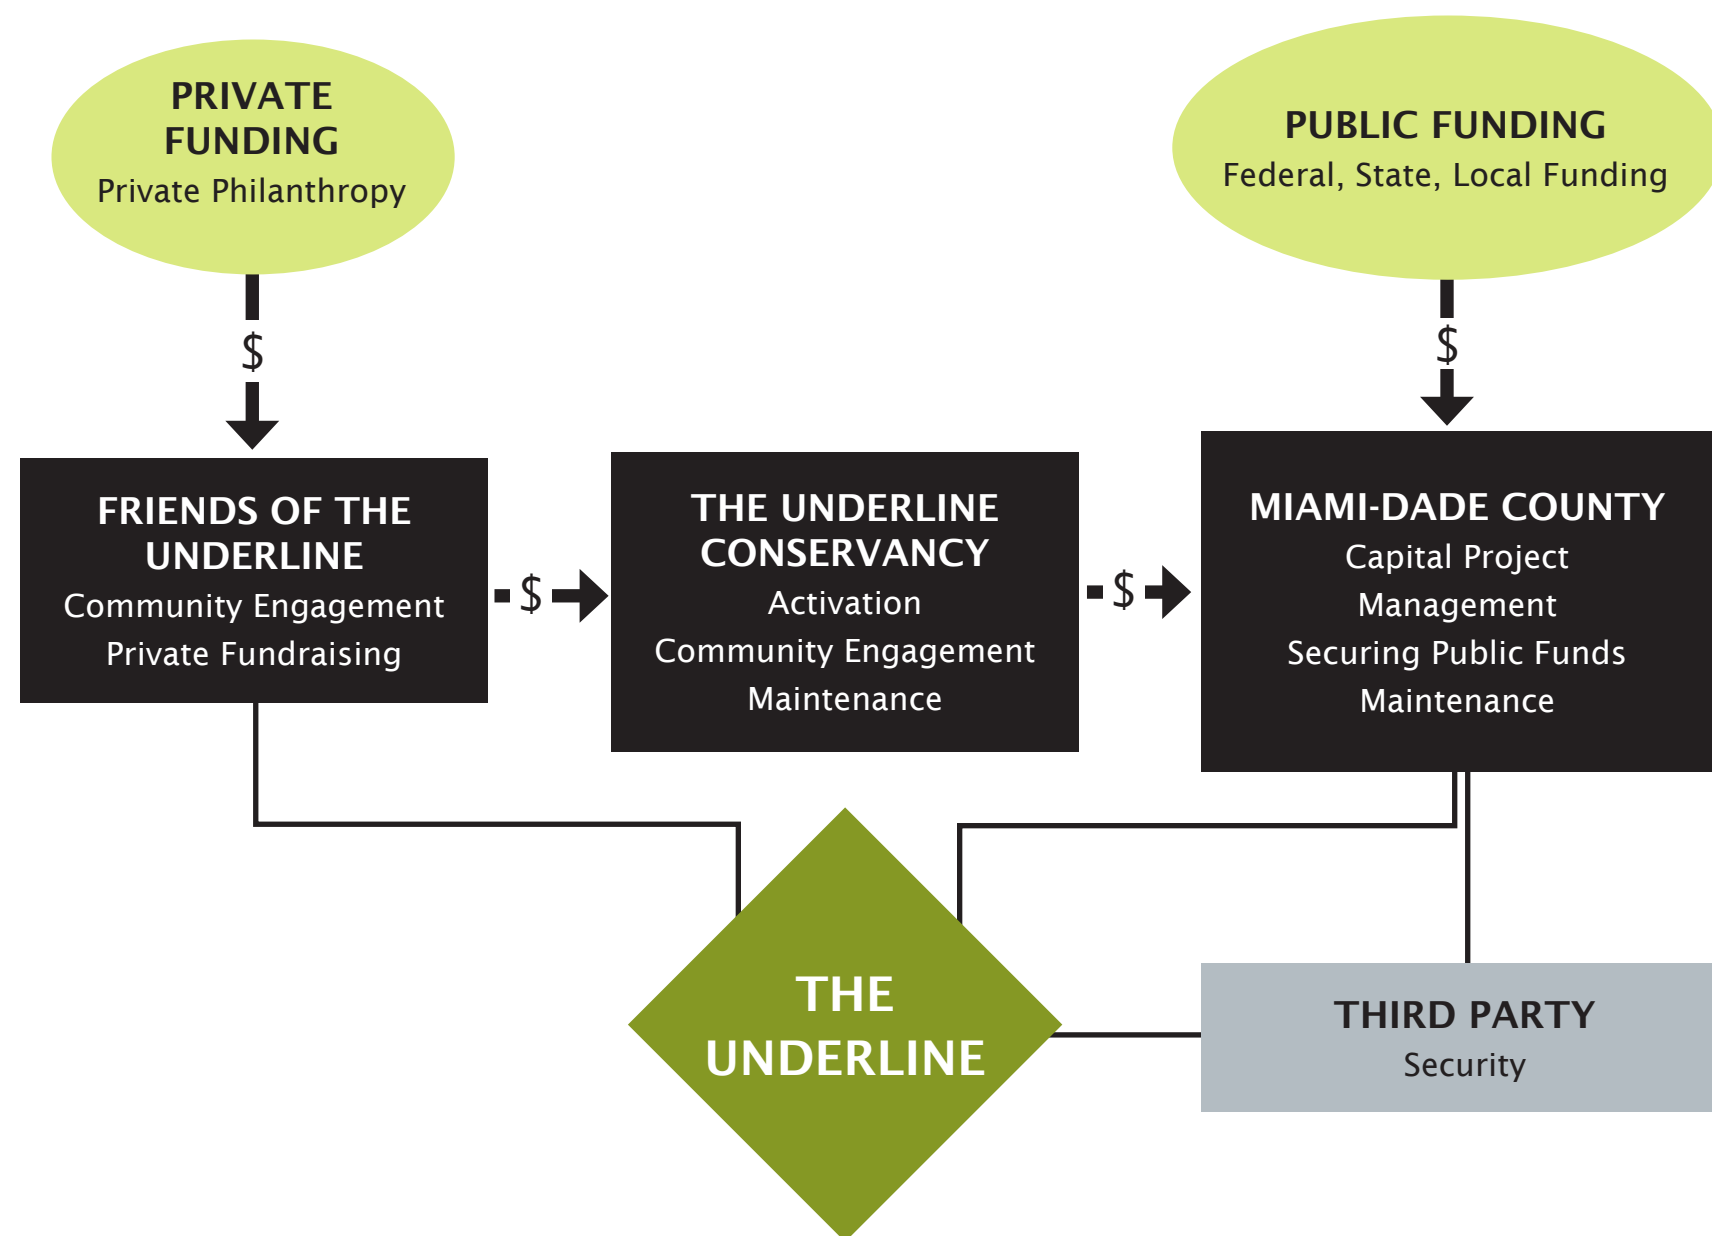 PRIVATE
FUNDING
Private Philanthropy
PUBLIC FUNDING
Federal, State, Local Funding
$
$
FRIENDS OF THE
UNDERLINE
Community Engagement
Private Fundraising
$
THE UNDERLINE
CONSERVANCY
Activation
Community Engagement
Maintenance
$
MIAMI-DADE COUNTY
Capital Project
Management
Securing Public Funds
Maintenance
THE
UNDERLINE
THIRD PARTY
Security